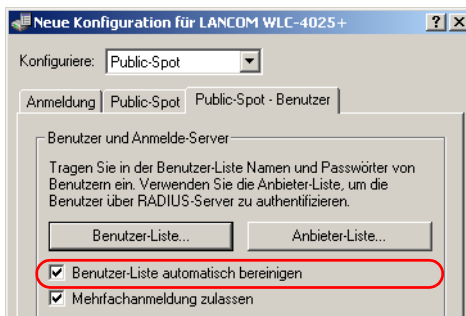 Neue Konfiguration für LANCOM WLC-4025+
Konfiguriere: Public-Spot
Anmeldung Public-Spot Public-Spot - Benutzer
Benutzer und Anmelde-Server
Tragen Sie in der Benutzer-Liste Namen und Passwörter von
Benutzern ein. Verwenden Sie die Anbieter-Liste, um die
Benutzer über RADIUS-Server zu authentifizieren.
Benutzer-Liste... Anbieter-Liste...
Benutzer-Liste automatisch bereinigen
Mehrfachanmeldung zulassen